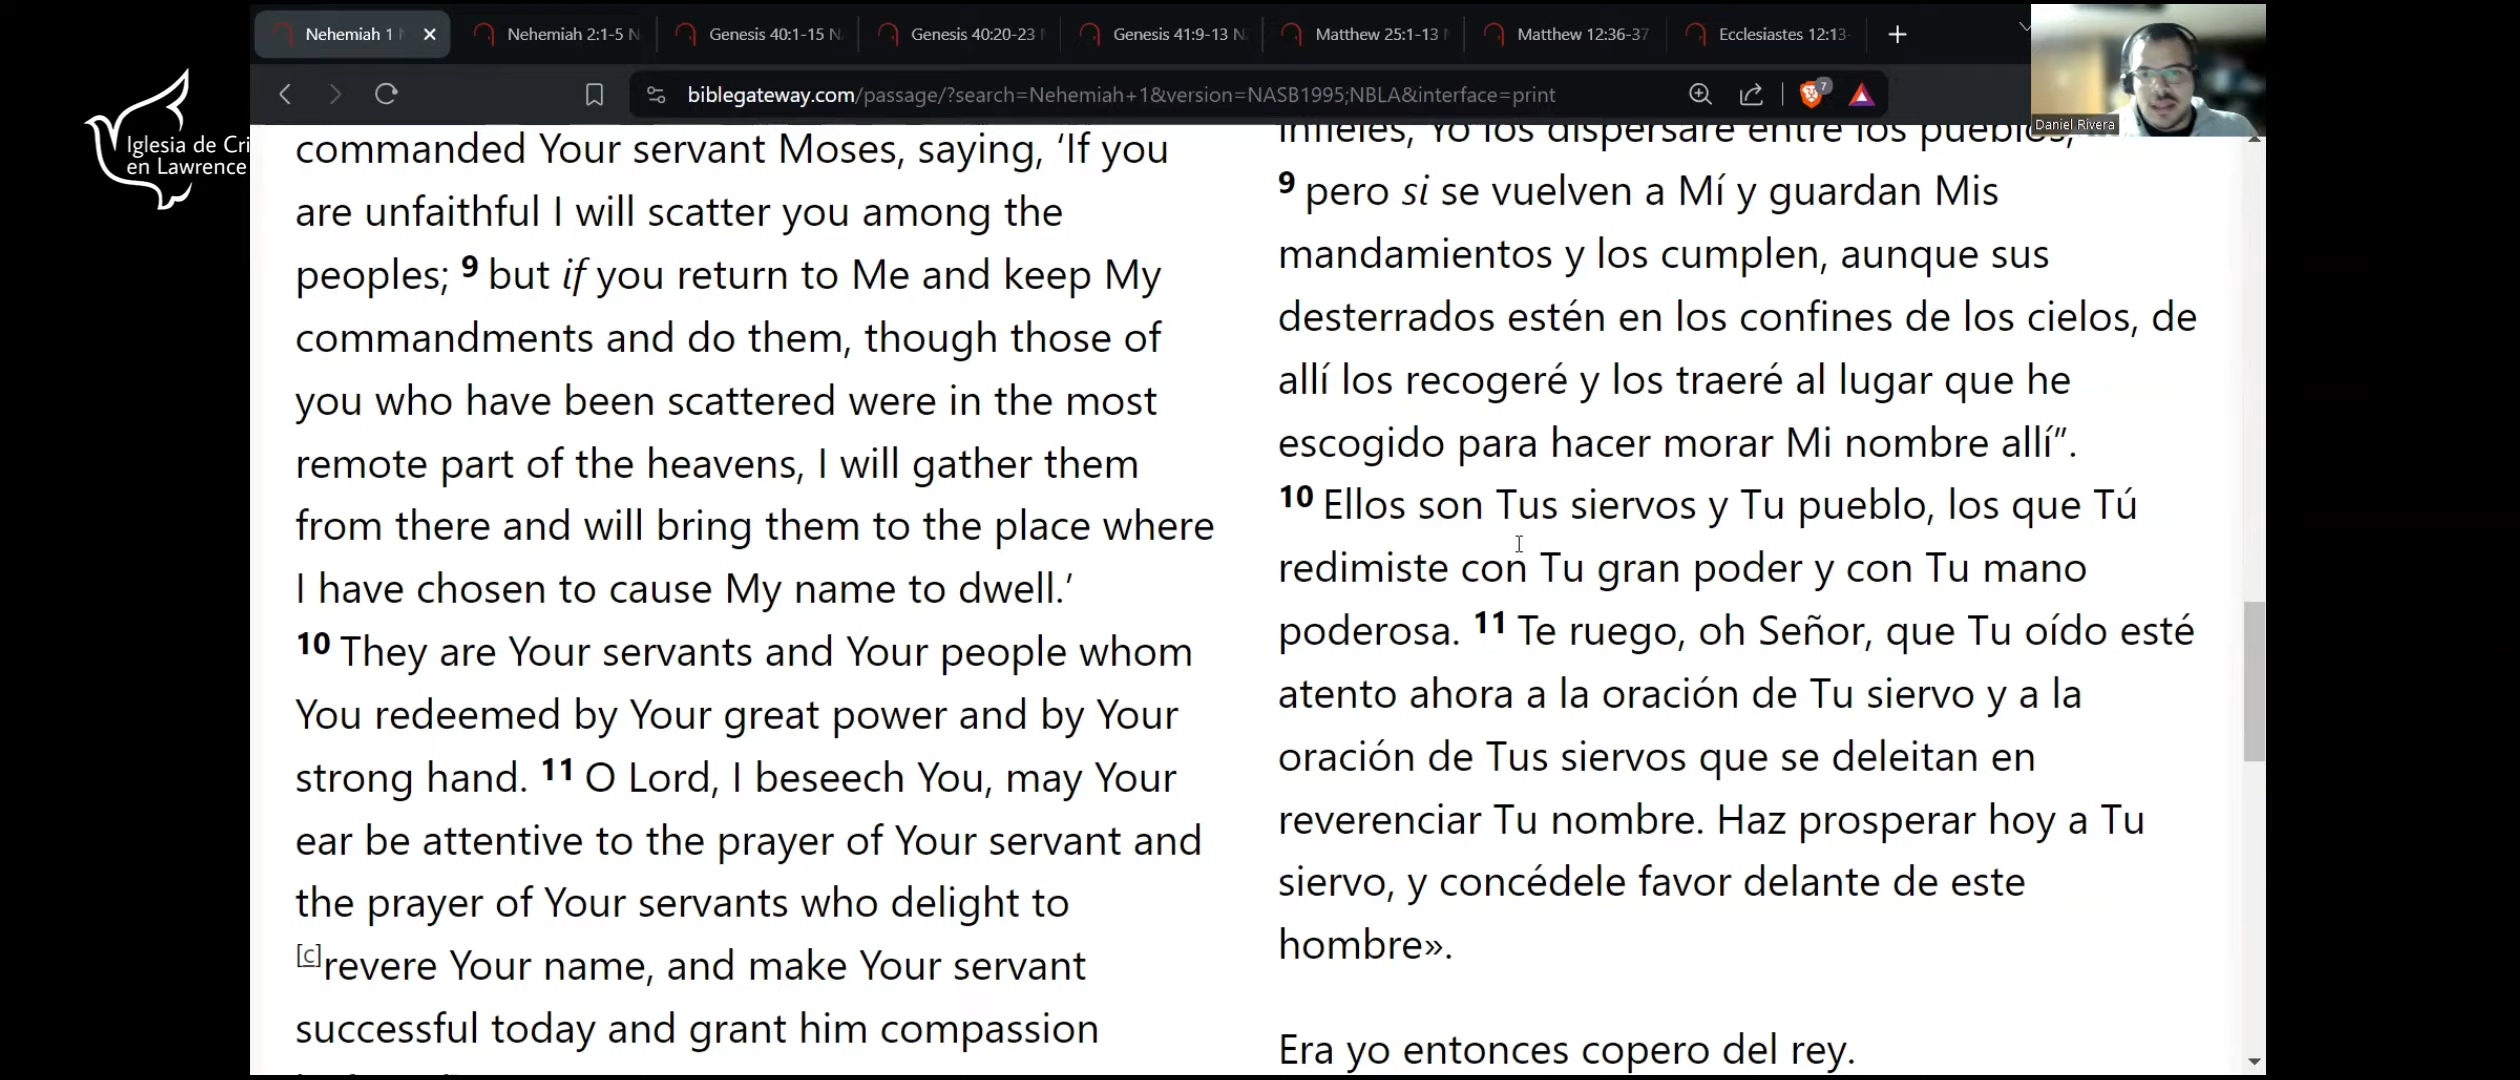 Nehemiah 1
Nehemiah 2:1-5 N
Genesis 40:1-15 N
Genesis 40:20-23
Genesis 41:9-13 N
Matthew 25:1-13
Matthew 12:36-37
Ecclesiastes 12:13-
biblegateway.com/passage/?search=Nehemiah+1&version=NASB1995;NBLA&interface=print
7
Daniel Rivera
Iglesia de Cri
en Lawrence
commanded Your servant Moses, saying, ‘If you
are unfaithful I will scatter you among the
peoples; 9 but if you return to Me and keep My
commandments and do them, though those of
you who have been scattered were in the most
remote part of the heavens, I will gather them
from there and will bring them to the place where
I have chosen to cause My name to dwell.’
10 They are Your servants and Your people whom
You redeemed by Your great power and by Your
strong hand. 11 O Lord, I beseech You, may Your
ear be attentive to the prayer of Your servant and
the prayer of Your servants who delight to
[c]revere Your name, and make Your servant
successful today and grant him compassion
infieles, Yo los dispersaré entre los pueblos;
9 pero si se vuelven a Mí y guardan Mis
mandamientos y los cumplen, aunque sus
desterrados estén en los confines de los cielos, de
allí los recogeré y los traeré al lugar que he
escogido para hacer morar Mi nombre allí”.
10 Ellos son Tus siervos y Tu pueblo, los que Tú
redimiste con Tu gran poder y con Tu mano
poderosa. 11 Te ruego, oh Señor, que Tu oído esté
atento ahora a la oración de Tu siervo y a la
oración de Tus siervos que se deleitan en
reverenciar Tu nombre. Haz prosperar hoy a Tu
siervo, y concédele favor delante de este
hombre».
Era yo entonces copero del rey.